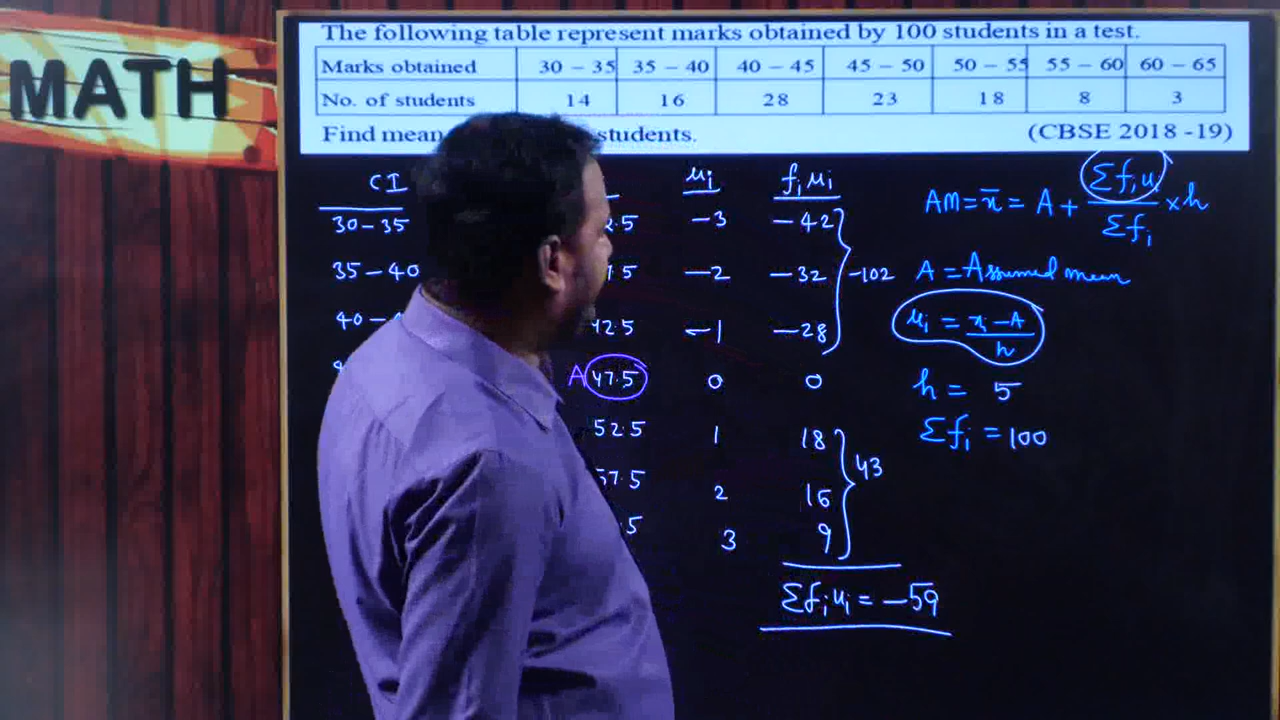 MATH
The following table represent marks obtained by 100 students in a test.
Marks obtained 30 – 35 35 – 40 40 – 45 45 – 50 50 – 55 55 – 60 60 – 65
No. of students 14 16 28 23 18 8 3
Find mean students. (CBSE 2018 -19)
CI uᵢ fᵢuᵢ
30 – 35 2.5 –3 –42
35 – 40 .5 –2 –32
40 – 42.5 –1 –28
–102
A 47.5 0 0
52.5 1 18
57.5 2 16
.5 3 9
43
Σfᵢuᵢ = –59
AM = x̄ = A + Σfᵢu / Σfᵢ × h
A = Assumed mean
uᵢ = xᵢ – A / h
h = 5
Σfᵢ = 100